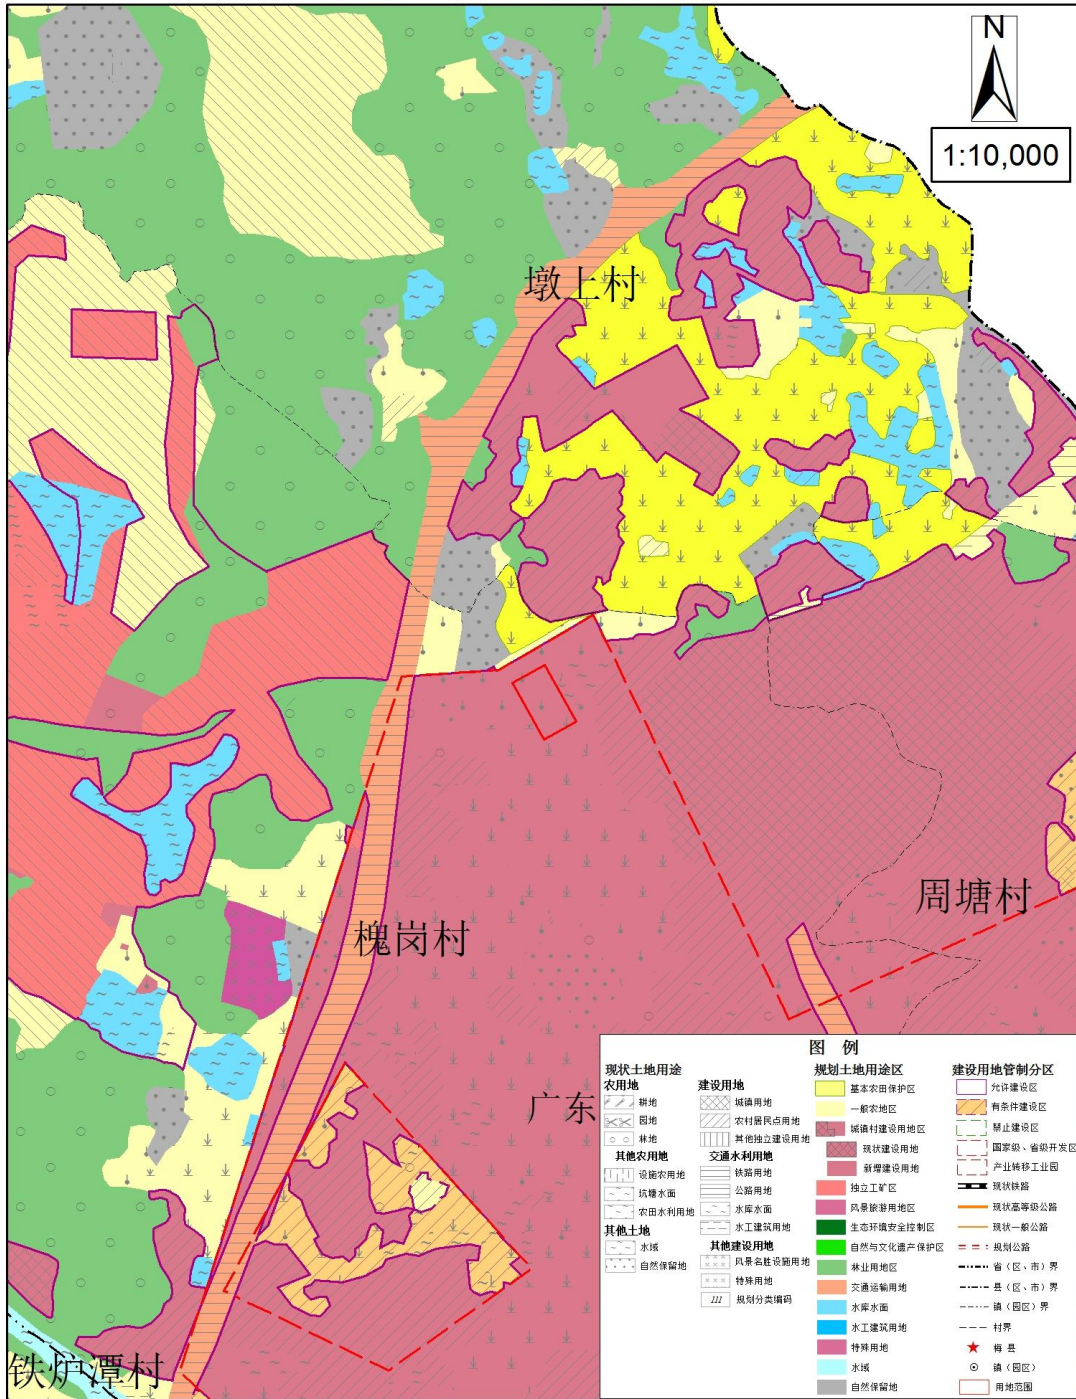 N
1:10,000
墩上村
周塘村
槐岗村
广东
铁炉潭村
图 例
现状土地用途
农用地
耕地
园地
林地
其他农用地
设施农用地
坑塘水面
农田水利用地
其他土地
水域
自然保留地
建设用地
城镇用地
农村居民点用地
其他独立建设用地
交通水利用地
铁路用地
公路用地
水库水面
水工建筑用地
其他建设用地
风景名胜设施用地
特殊用地
III 规划分类编码
规划土地用途区
基本农田保护区
一般农地区
城镇村建设用地区
现状建设用地
新增建设用地
独立工矿区
风景旅游用地区
生态环境安全控制区
自然与文化遗产保护区
林业用地区
交通运输用地
水库水面
水工建筑用地
特殊用地
水域
自然保留地
建设用地管制分区
允许建设区
有条件建设区
禁止建设区
国家级、省级开发区
产业转移工业园
现状铁路
现状高等级公路
现状一般公路
规划公路
省（区、市）界
县（区、市）界
镇（园区）界
村界
梅 县
镇（园区）
用地范围